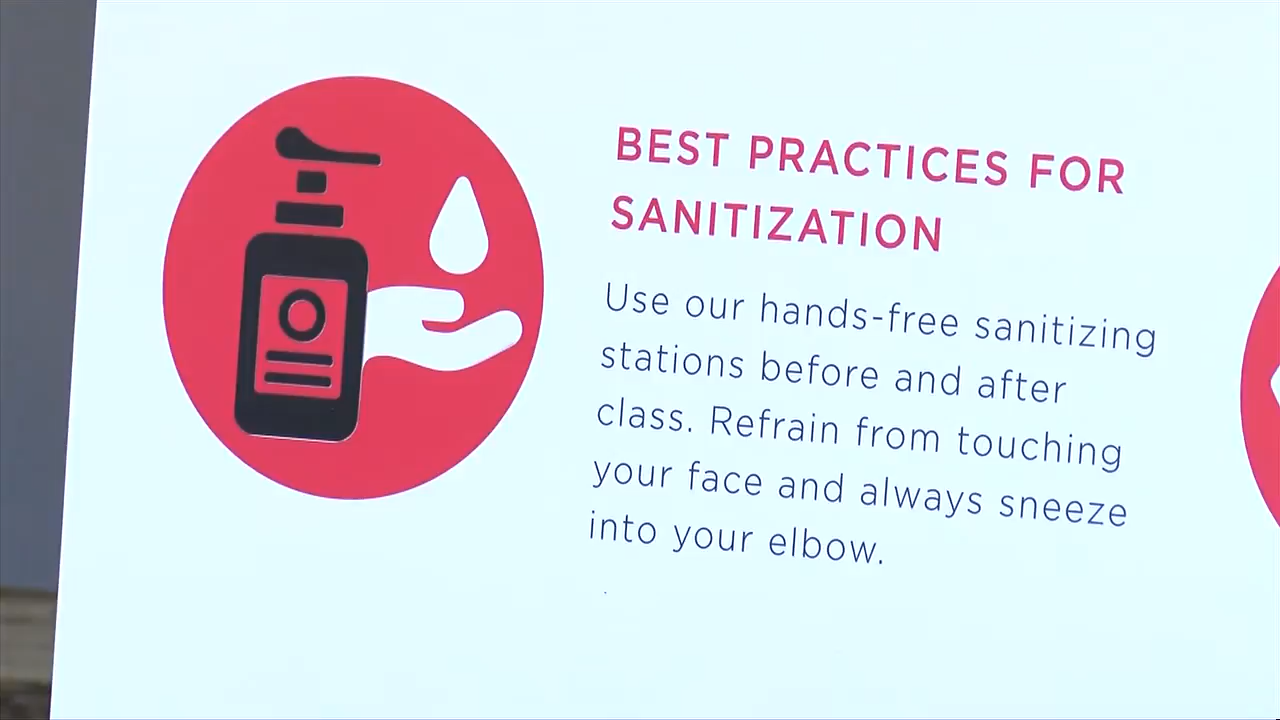 BEST PRACTICES FOR
SANITIZATION
Use our hands-free sanitizing
stations before and after
class. Refrain from touching
your face and always sneeze
into your elbow.